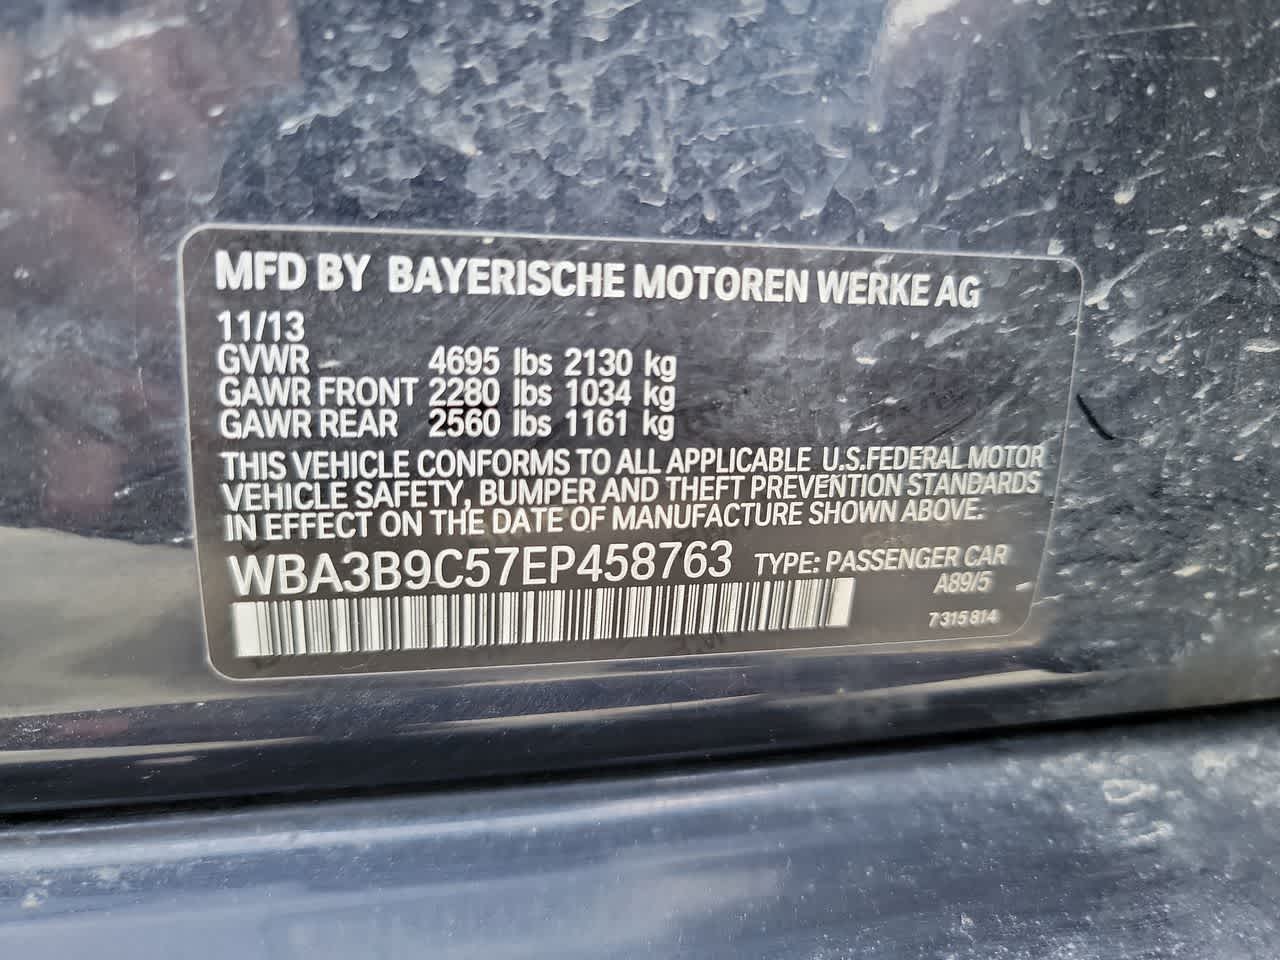 MFD BY BAYERISCHE MOTOREN WERKE AG
11/13
GVWR 4695 lbs 2130 kg
GAWR FRONT 2280 lbs 1034 kg
GAWR REAR 2560 lbs 1161 kg
THIS VEHICLE CONFORMS TO ALL APPLICABLE U.S.FEDERAL MOTOR
VEHICLE SAFETY, BUMPER AND THEFT PREVENTION STANDARDS
IN EFFECT ON THE DATE OF MANUFACTURE SHOWN ABOVE:
WBA3B9C57EP458763 TYPE: PASSENGER CAR
A89/5
7 315 814